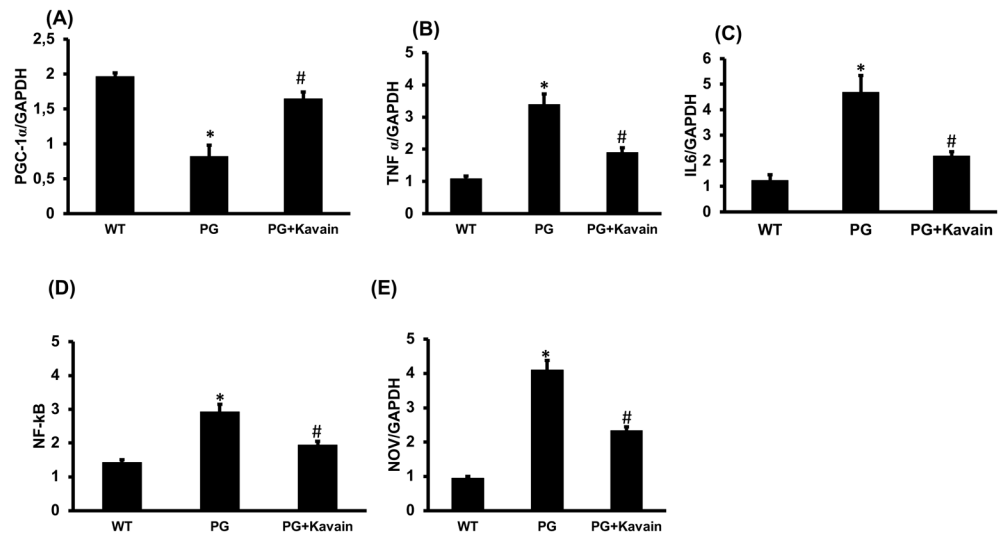 (A)
PGC-1α/GAPDH
2,5
2
1,5
1
0,5
0
*
#
WT PG PG+Kavain
(B)
TNF α/GAPDH
5
4
3
2
1
0
*
#
WT PG PG+Kavain
(C)
IL6/GAPDH
6
5
4
3
2
1
0
*
#
WT PG PG+Kavain
(D)
NF-kB
5
4
3
2
1
0
*
#
WT PG PG+Kavain
(E)
NOV/GAPDH
5
4
3
2
1
0
*
#
WT PG PG+Kavain